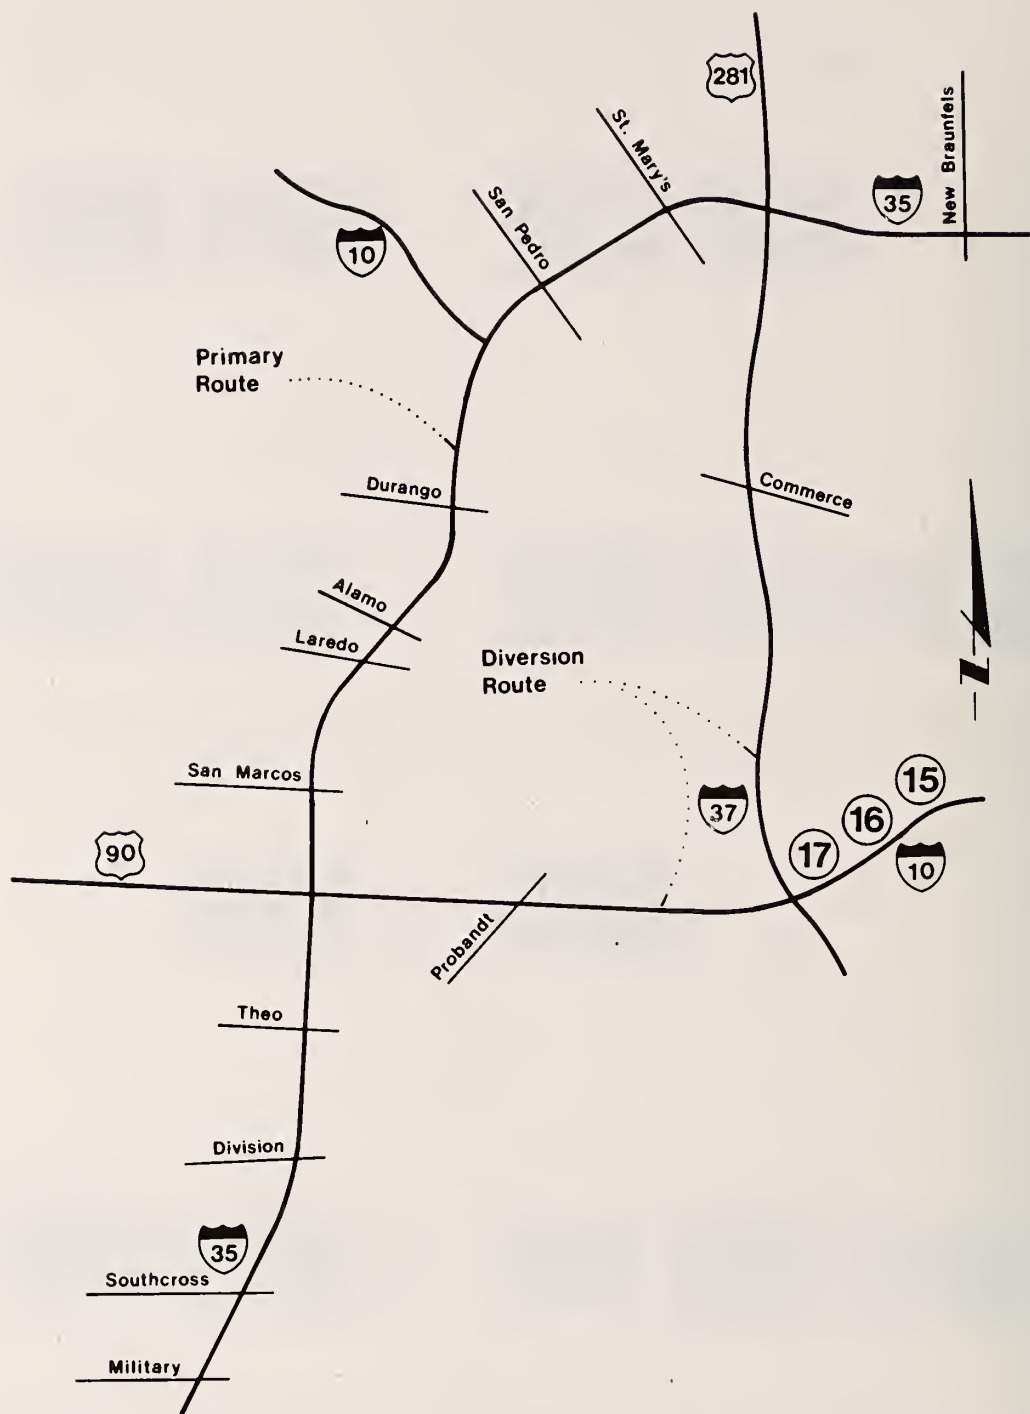 281
St. Mary's
New Braunfels
35
San Pedro
10
Primary
Route
Durango
Commerce
Alamo
Laredo
Diversion
Route
N
San Marcos
37
15
16
17
10
90
Probandt
Theo
Division
35
Southcross
Military